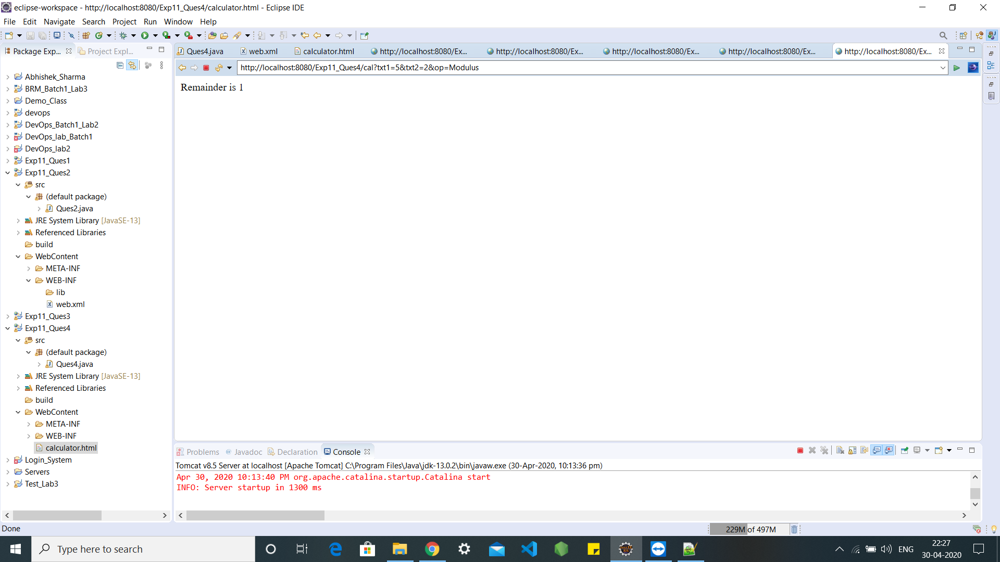 eclipse-workspace - http://localhost:8080/Exp11_Ques4/calculator.html - Eclipse IDE
File Edit Navigate Search Project Run Window Help
Package Exp... Project Expl...
Ques4.java web.xml calculator.html http://localhost:8080/Ex... http://localhost:8080/Ex... http://localhost:8080/Ex... http://localhost:8080/Ex... http://localhost:8080/Ex...
http://localhost:8080/Exp11_Ques4/cal?txt1=5&txt2=2&op=Modulus
Remainder is 1
Abhishek_Sharma
BRM_Batch1_Lab3
Demo_Class
devops
DevOps_Batch1_Lab2
DevOps_lab_Batch1
DevOps_lab2
Exp11_Ques1
Exp11_Ques2
src
(default package)
Ques2.java
JRE System Library [JavaSE-13]
Referenced Libraries
build
WebContent
META-INF
WEB-INF
lib
web.xml
Exp11_Ques3
Exp11_Ques4
src
(default package)
Ques4.java
JRE System Library [JavaSE-13]
Referenced Libraries
build
WebContent
META-INF
WEB-INF
calculator.html
Login_System
Servers
Test_Lab3
Problems @ Javadoc Declaration Console
Tomcat v8.5 Server at localhost [Apache Tomcat] C:\Program Files\Java\jdk-13.0.2\bin\javaw.exe (30-Apr-2020, 10:13:36 pm)
Apr 30, 2020 10:13:40 PM org.apache.catalina.startup.Catalina start
INFO: Server startup in 1300 ms
Done
229M of 497M
Type here to search
ENG
22:27
30-04-2020